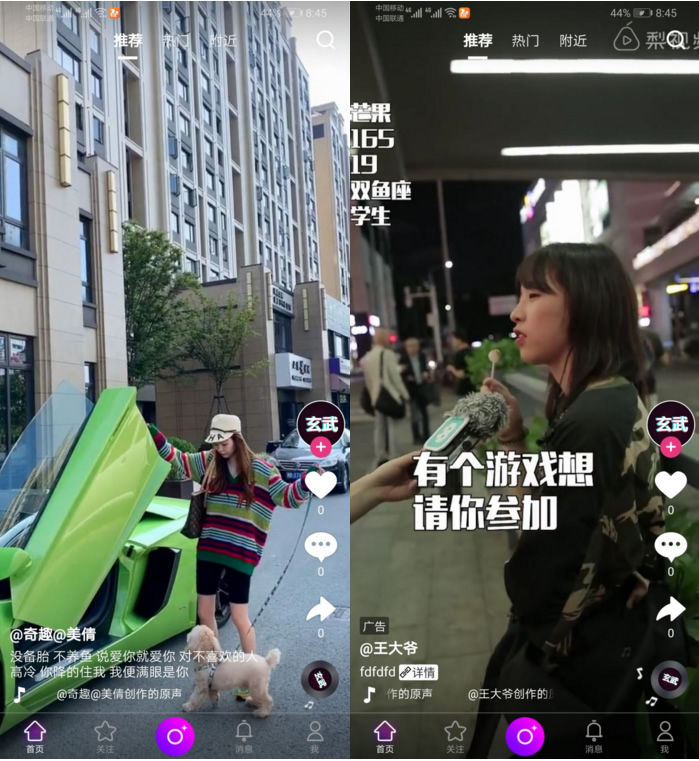 中国移动
中国联通
44%
8:45
推荐
热门
附近
玄武
0
0
0
@奇趣@美倩
没备胎 不养鱼 说爱你就爱你 对不喜欢的人
高冷 你降的住我 我便满眼是你
@奇趣@美倩创作的原声
首页
关注
消息
我
中国移动
中国联通
44%
8:45
推荐
热门
附近
梨视频
芒果
165
19
双鱼座
学生
玄武
有个游戏想
请你参加
0
0
0
广告
@王大爷
fdfdfd
详情
作的原声
@王大爷创作的原
玄武
首页
关注
消息
我